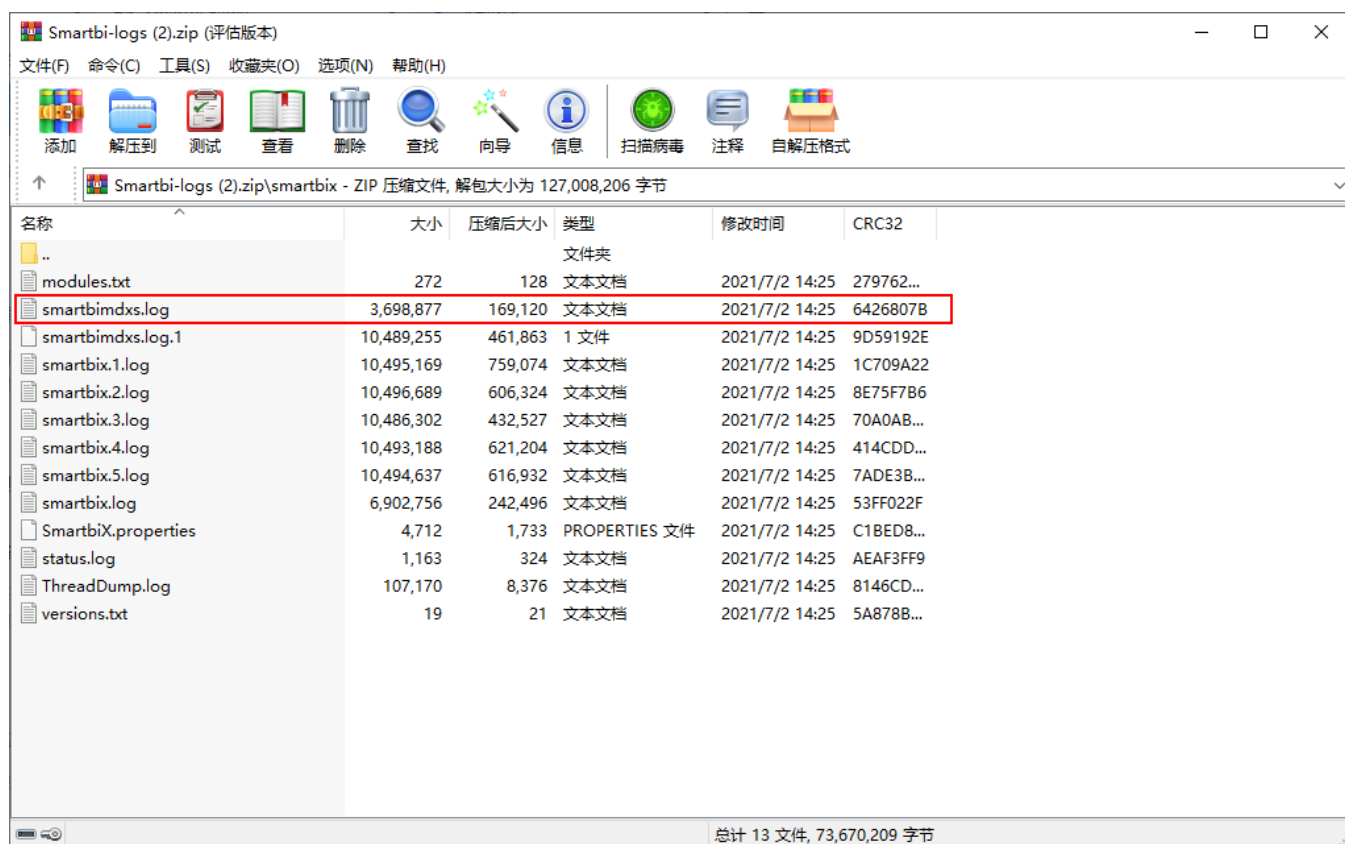 Smartbi-logs (2).zip (评估版本)
文件(F) 命令(C) 工具(S) 收藏夹(O) 选项(N) 帮助(H)
添加 解压到 测试 查看 删除 查找 向导 信息 扫描病毒 注释 自解压格式
Smartbi-logs (2).zip\smartbix - ZIP 压缩文件, 解包大小为 127,008,206 字节
名称 大小 压缩后大小 类型 修改时间 CRC32
.. 文件夹
modules.txt 272 128 文本文档 2021/7/2 14:25 279762...
smartbimdxs.log 3,698,877 169,120 文本文档 2021/7/2 14:25 6426807B
smartbimdxs.log.1 10,489,255 461,863 1 文件 2021/7/2 14:25 9D59192E
smartbix.1.log 10,495,169 759,074 文本文档 2021/7/2 14:25 1C709A22
smartbix.2.log 10,496,689 606,324 文本文档 2021/7/2 14:25 8E75F7B6
smartbix.3.log 10,486,302 432,527 文本文档 2021/7/2 14:25 70A0AB...
smartbix.4.log 10,493,188 621,204 文本文档 2021/7/2 14:25 414CDD...
smartbix.5.log 10,494,637 616,932 文本文档 2021/7/2 14:25 7ADE3B...
smartbix.log 6,902,756 242,496 文本文档 2021/7/2 14:25 53FF022F
SmartbiX.properties 4,712 1,733 PROPERTIES 文件 2021/7/2 14:25 C1BED8...
status.log 1,163 324 文本文档 2021/7/2 14:25 AEAF3FF9
ThreadDump.log 107,170 8,376 文本文档 2021/7/2 14:25 8146CD...
versions.txt 19 21 文本文档 2021/7/2 14:25 5A878B...
总计 13 文件, 73,670,209 字节